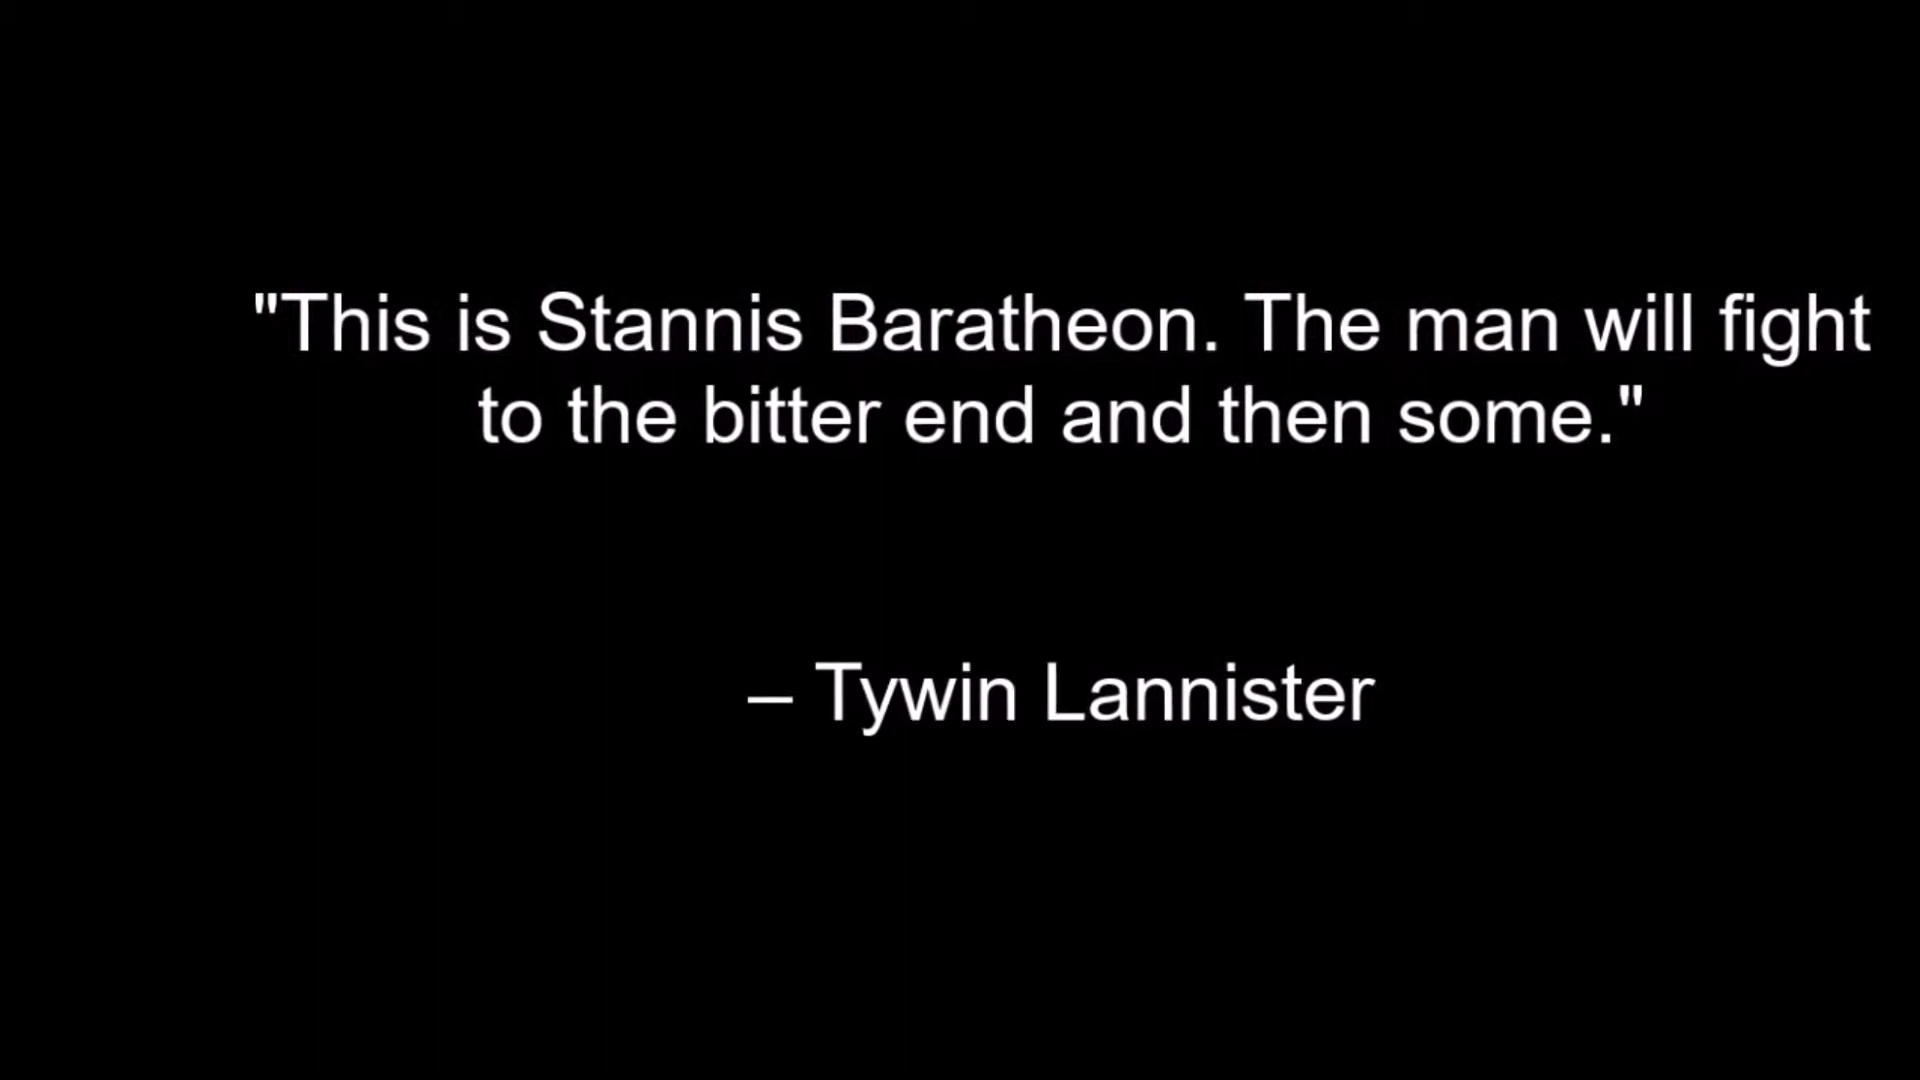 "This is Stannis Baratheon. The man will fight
to the bitter end and then some."
– Tywin Lannister